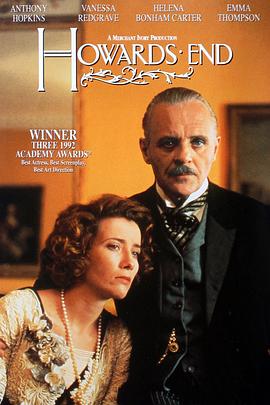 ANTHONY HOPKINS VANESSA REDGRAVE HELENA BONHAM CARTER EMMA THOMPSON
A MERCHANT IVORY PRODUCTION
HOWARDS·END
WINNER
THREE 1992
ACADEMY AWARDS®
Best Actress, Best Screenplay,
Best Art Direction